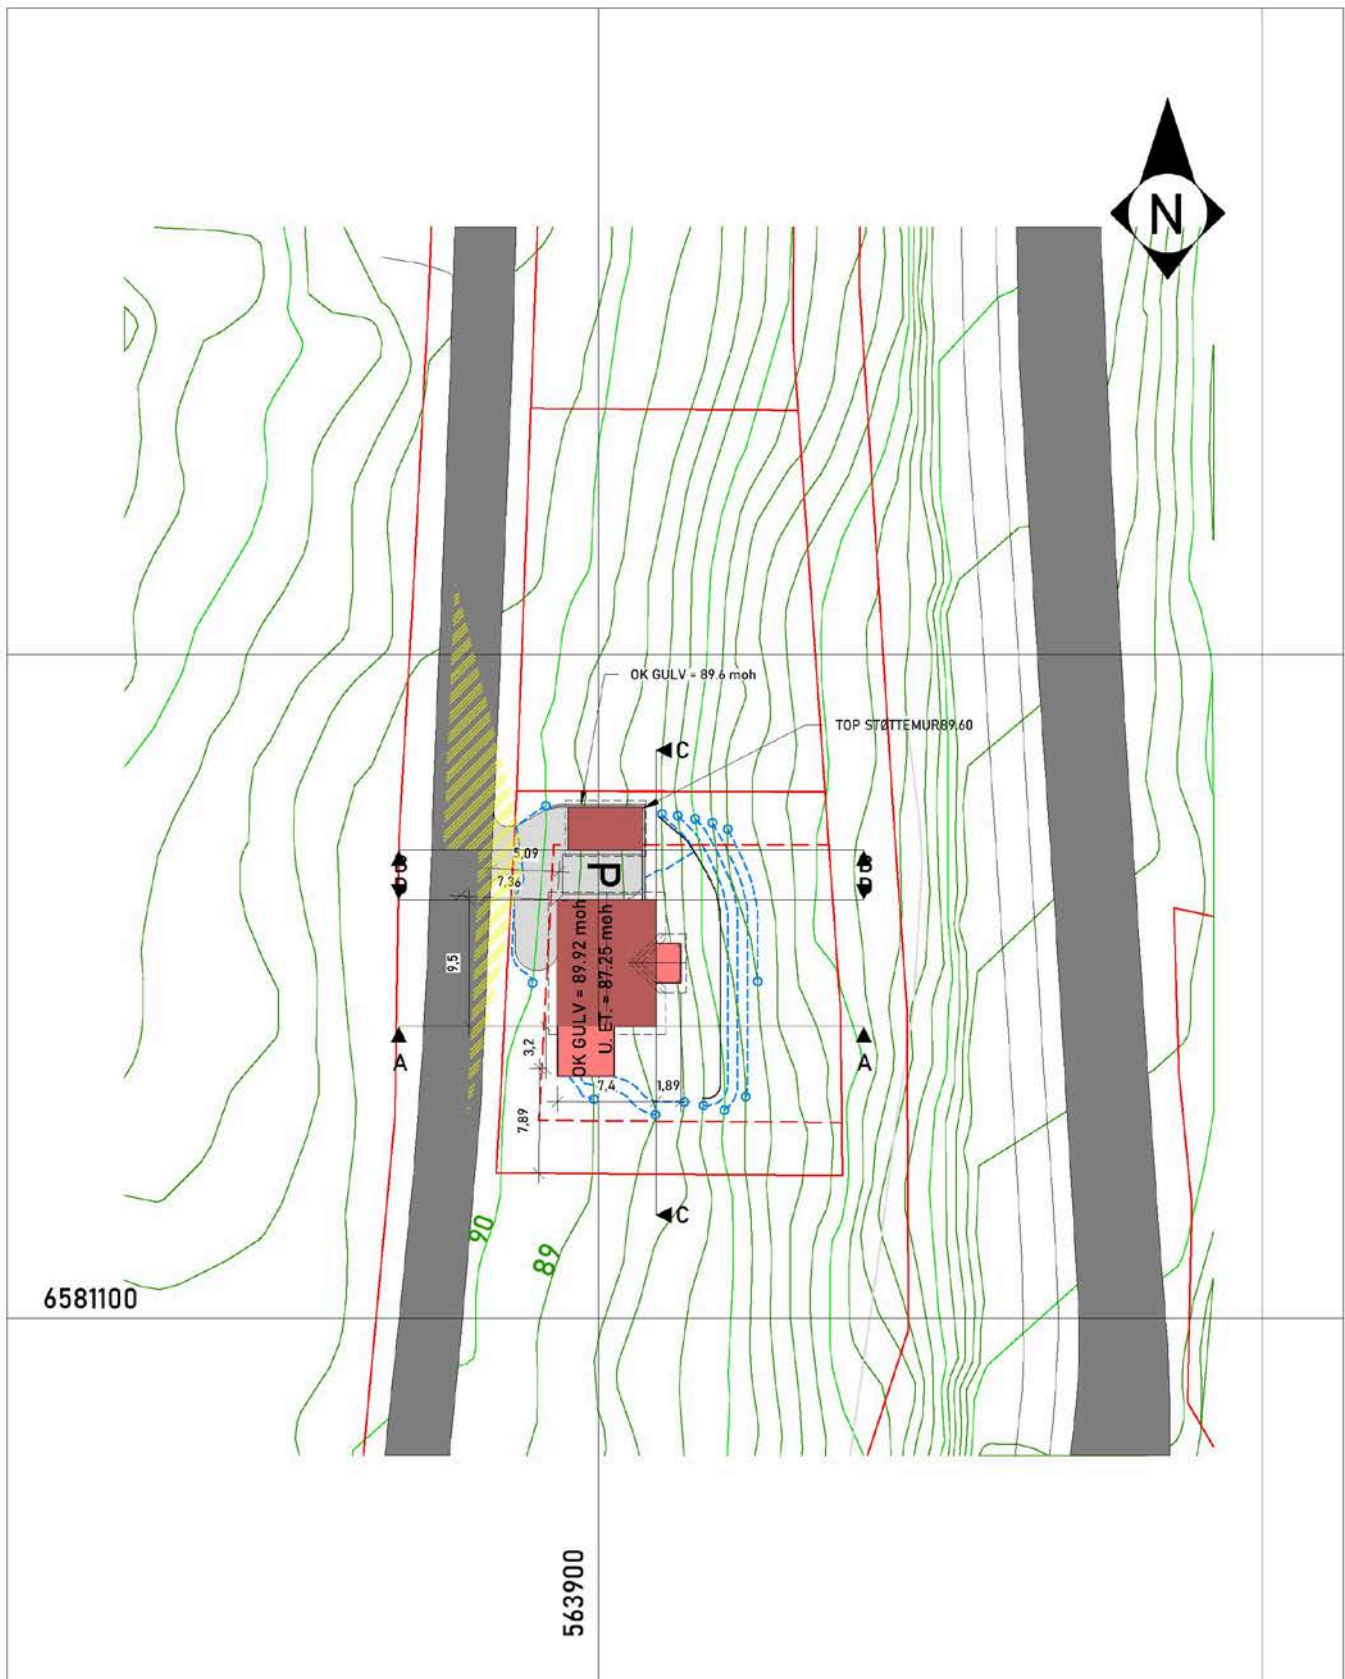 N
OK GULV = 89.6 moh
TOP STØTTEMUR89.60
C
5,09
P
7,36
B
D
B
D
OK GULV = 89.92 moh
U. ET. = 87.25 moh
9,5
A
A
3,2
7,4
1,89
7,89
C
90
89
6581100
563900